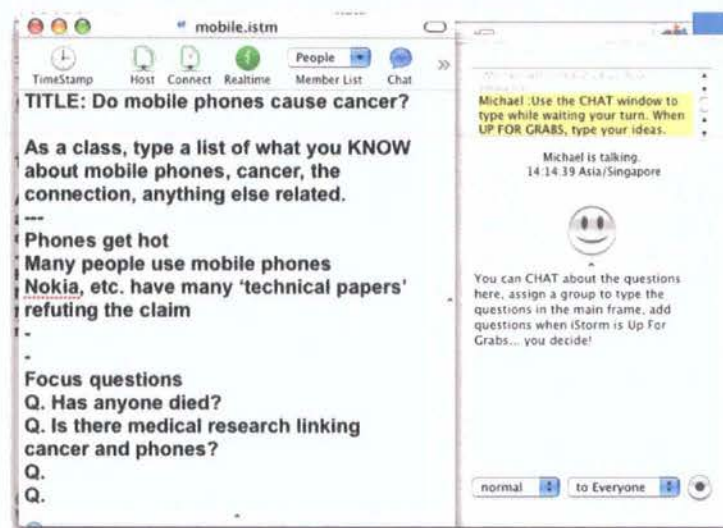 mobile.istm
People
TimeStamp Host Connect Realtime Member List Chat
TITLE: Do mobile phones cause cancer?
As a class, type a list of what you KNOW
about mobile phones, cancer, the
connection, anything else related.
---
Phones get hot
Many people use mobile phones
Nokia, etc. have many ‘technical papers’
refuting the claim
-
-
Focus questions
Q. Has anyone died?
Q. Is there medical research linking
cancer and phones?
Q.
Q.
Michael :Use the CHAT window to
type while waiting your turn. When
UP FOR GRABS, type your ideas.
Michael is talking.
14:14:39 Asia/Singapore
You can CHAT about the questions
here, assign a group to type the
questions in the main frame, add
questions when iStorm is Up For
Grabs... you decide!
normal to Everyone